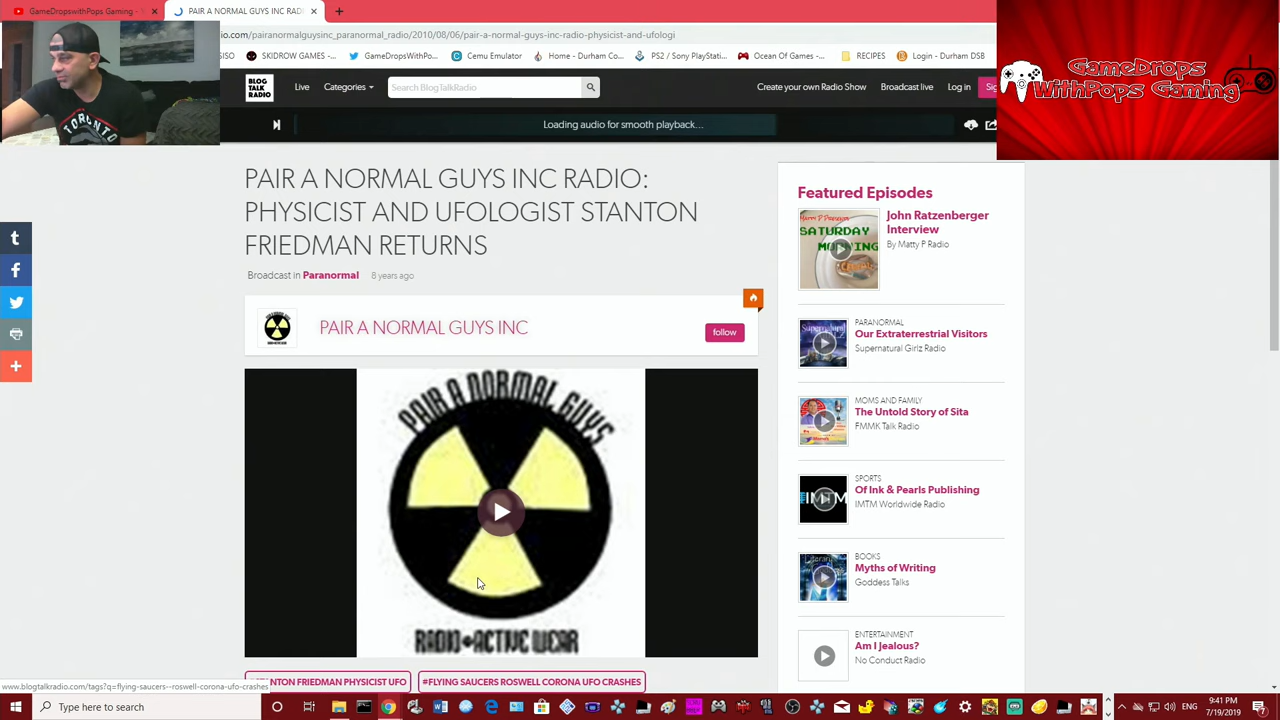 GameDropswithPops Gaming -
PAIR A NORMAL GUYS INC RAD
io.com/pairanormalguysinc_paranormal_radio/2010/08/06/pair-a-normal-guys-inc-radio-physicist-and-ufologi
ISO
SKIDROW GAMES -...
GameDropsWithPo...
Cemu Emulator
Home - Durham Co...
PS2 / Sony PlayStati...
Ocean Of Games -...
RECIPES
Login - Durham DSB
GameDrops
WithPops Gaming
TORONTO
BLOG
TALK
RADIO
Live
Categories
Search BlogTalkRadio
Create your own Radio Show
Broadcast live
Log in
Loading audio for smooth playback...
PAIR A NORMAL GUYS INC RADIO:
PHYSICIST AND UFOLOGIST STANTON
FRIEDMAN RETURNS
Broadcast in Paranormal 8 years ago
PAIR A NORMAL GUYS INC
follow
PAIR A NORMAL GUYS
RADIO-ACTIVE WEAR
STANTON FRIEDMAN PHYSICIST UFO
#FLYING SAUCERS ROSWELL CORONA UFO CRASHES
Featured Episodes
Matty P Presents
SATURDAY
MORNING
John Ratzenberger
Interview
By Matty P Radio
PARANORMAL
Our Extraterrestrial Visitors
Supernatural Girlz Radio
MOMS AND FAMILY
The Untold Story of Sita
FMMK Talk Radio
SPORTS
Of Ink & Pearls Publishing
IMTM Worldwide Radio
IMTM
BOOKS
Myths of Writing
Goddess Talks
ENTERTAINMENT
Am I Jealous?
No Conduct Radio
www.blogtalkradio.com/tags?q=flying-saucers--roswell-corona-ufo-crashes
Type here to search
ENG
9:41 PM
7/19/2019